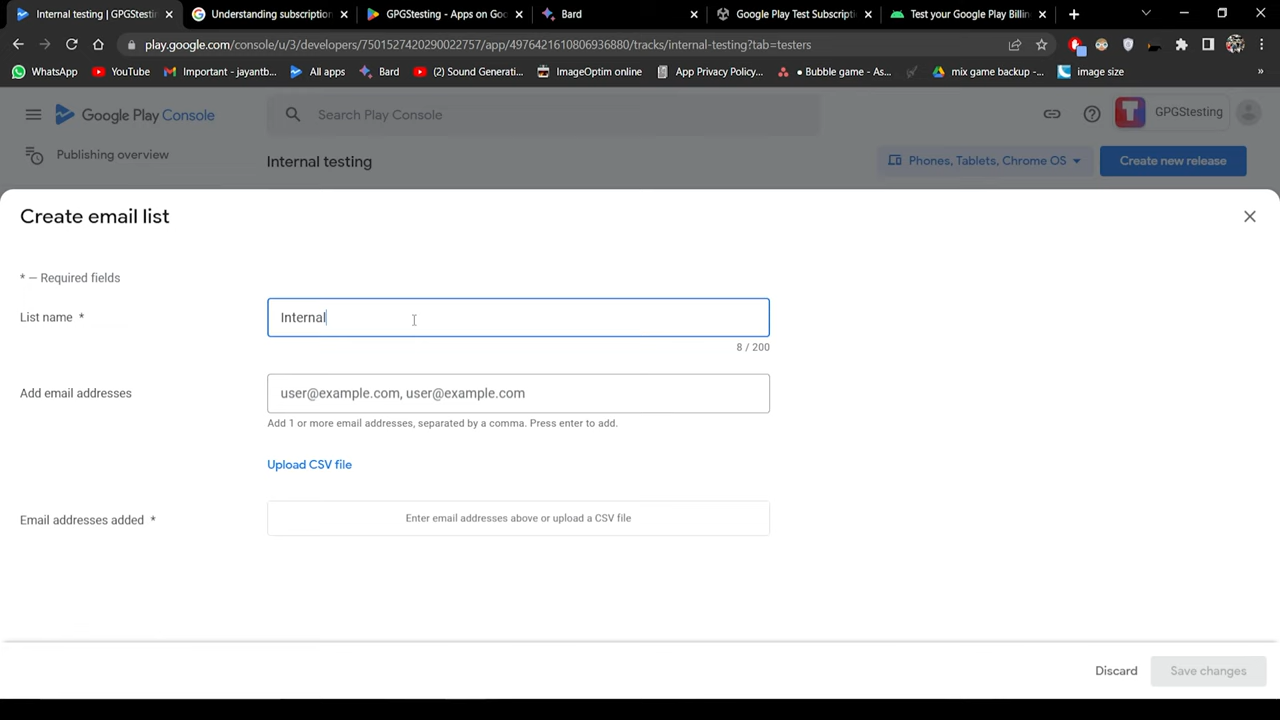 Internal testing | GPGStestin
Understanding subscription
GPGStesting - Apps on Goo
Bard
Google Play Test Subscripti
Test your Google Play Billin
play.google.com/console/u/3/developers/7501527420290022757/app/4976421610806936880/tracks/internal-testing?tab=testers
WhatsApp
YouTube
Important - jayantb...
All apps
Bard
(2) Sound Generati...
ImageOptim online
App Privacy Policy...
● Bubble game - As...
mix game backup -...
image size
»
Google Play Console
Search Play Console
GPGStesting
Publishing overview
Internal testing
Phones, Tablets, Chrome OS
Create new release
Create email list
* — Required fields
List name *
Internal
8 / 200
Add email addresses
user@example.com, user@example.com
Add 1 or more email addresses, separated by a comma. Press enter to add.
Upload CSV file
Email addresses added *
Enter email addresses above or upload a CSV file
Discard
Save changes